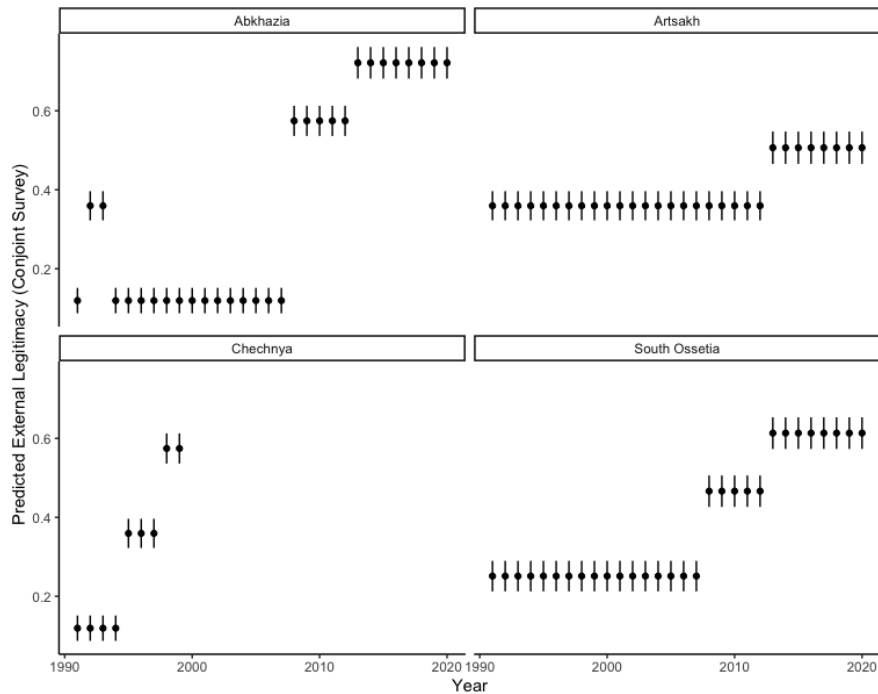 Abkhazia
Artsakh
0.6
0.4
0.2
Chechnya
South Ossetia
0.6
0.4
0.2
Predicted External Legitimacy (Conjoint Survey)
1990 2000 2010 2020 1990 2000 2010 2020
Year